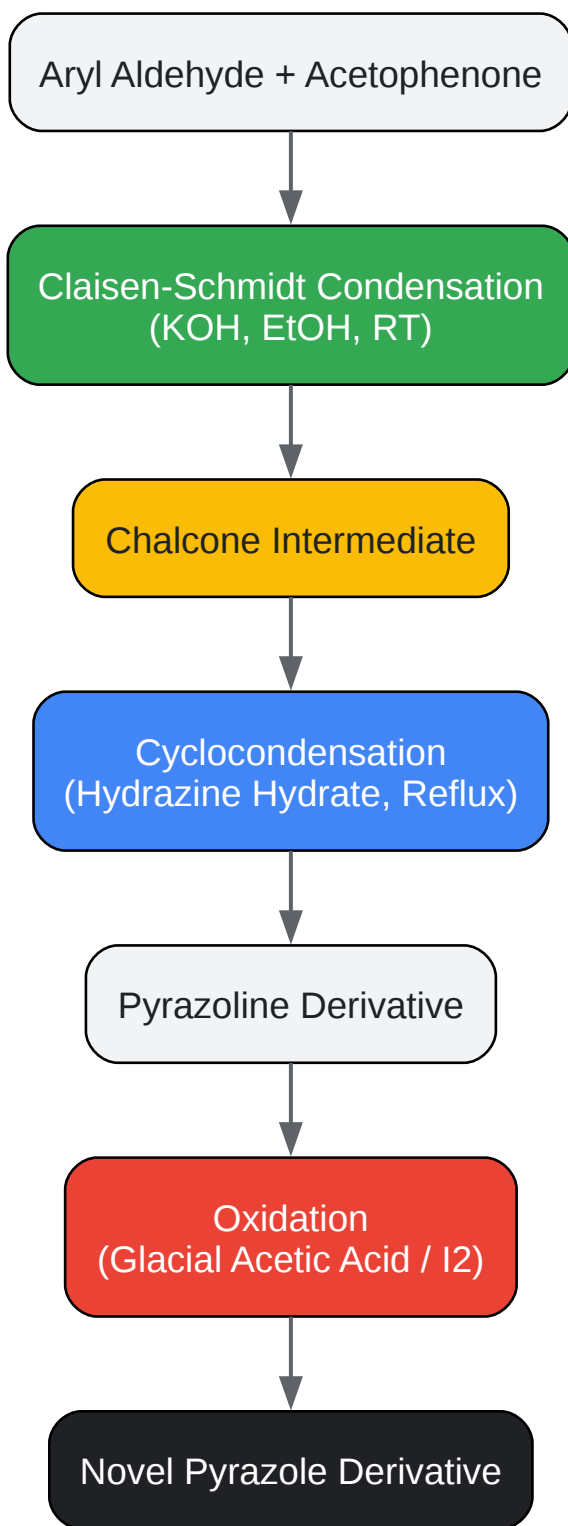 Aryl Aldehyde + Acetophenone
Claisen-Schmidt Condensation
(KOH, EtOH, RT)
Chalcone Intermediate
Cyclocondensation
(Hydrazine Hydrate, Reflux)
Pyrazoline Derivative
Oxidation
(Glacial Acetic Acid / I2)
Novel Pyrazole Derivative